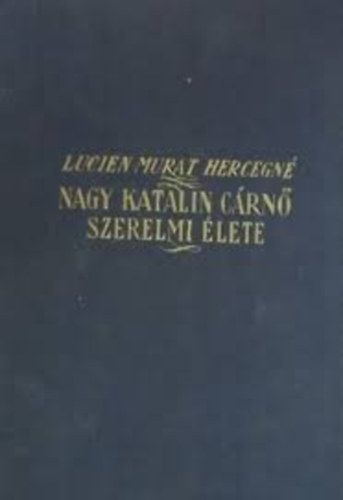 LUCIEN MURAT HERCEGNÉ
NAGY KATALIN CÁRNŐ
SZERELMI ÉLETE